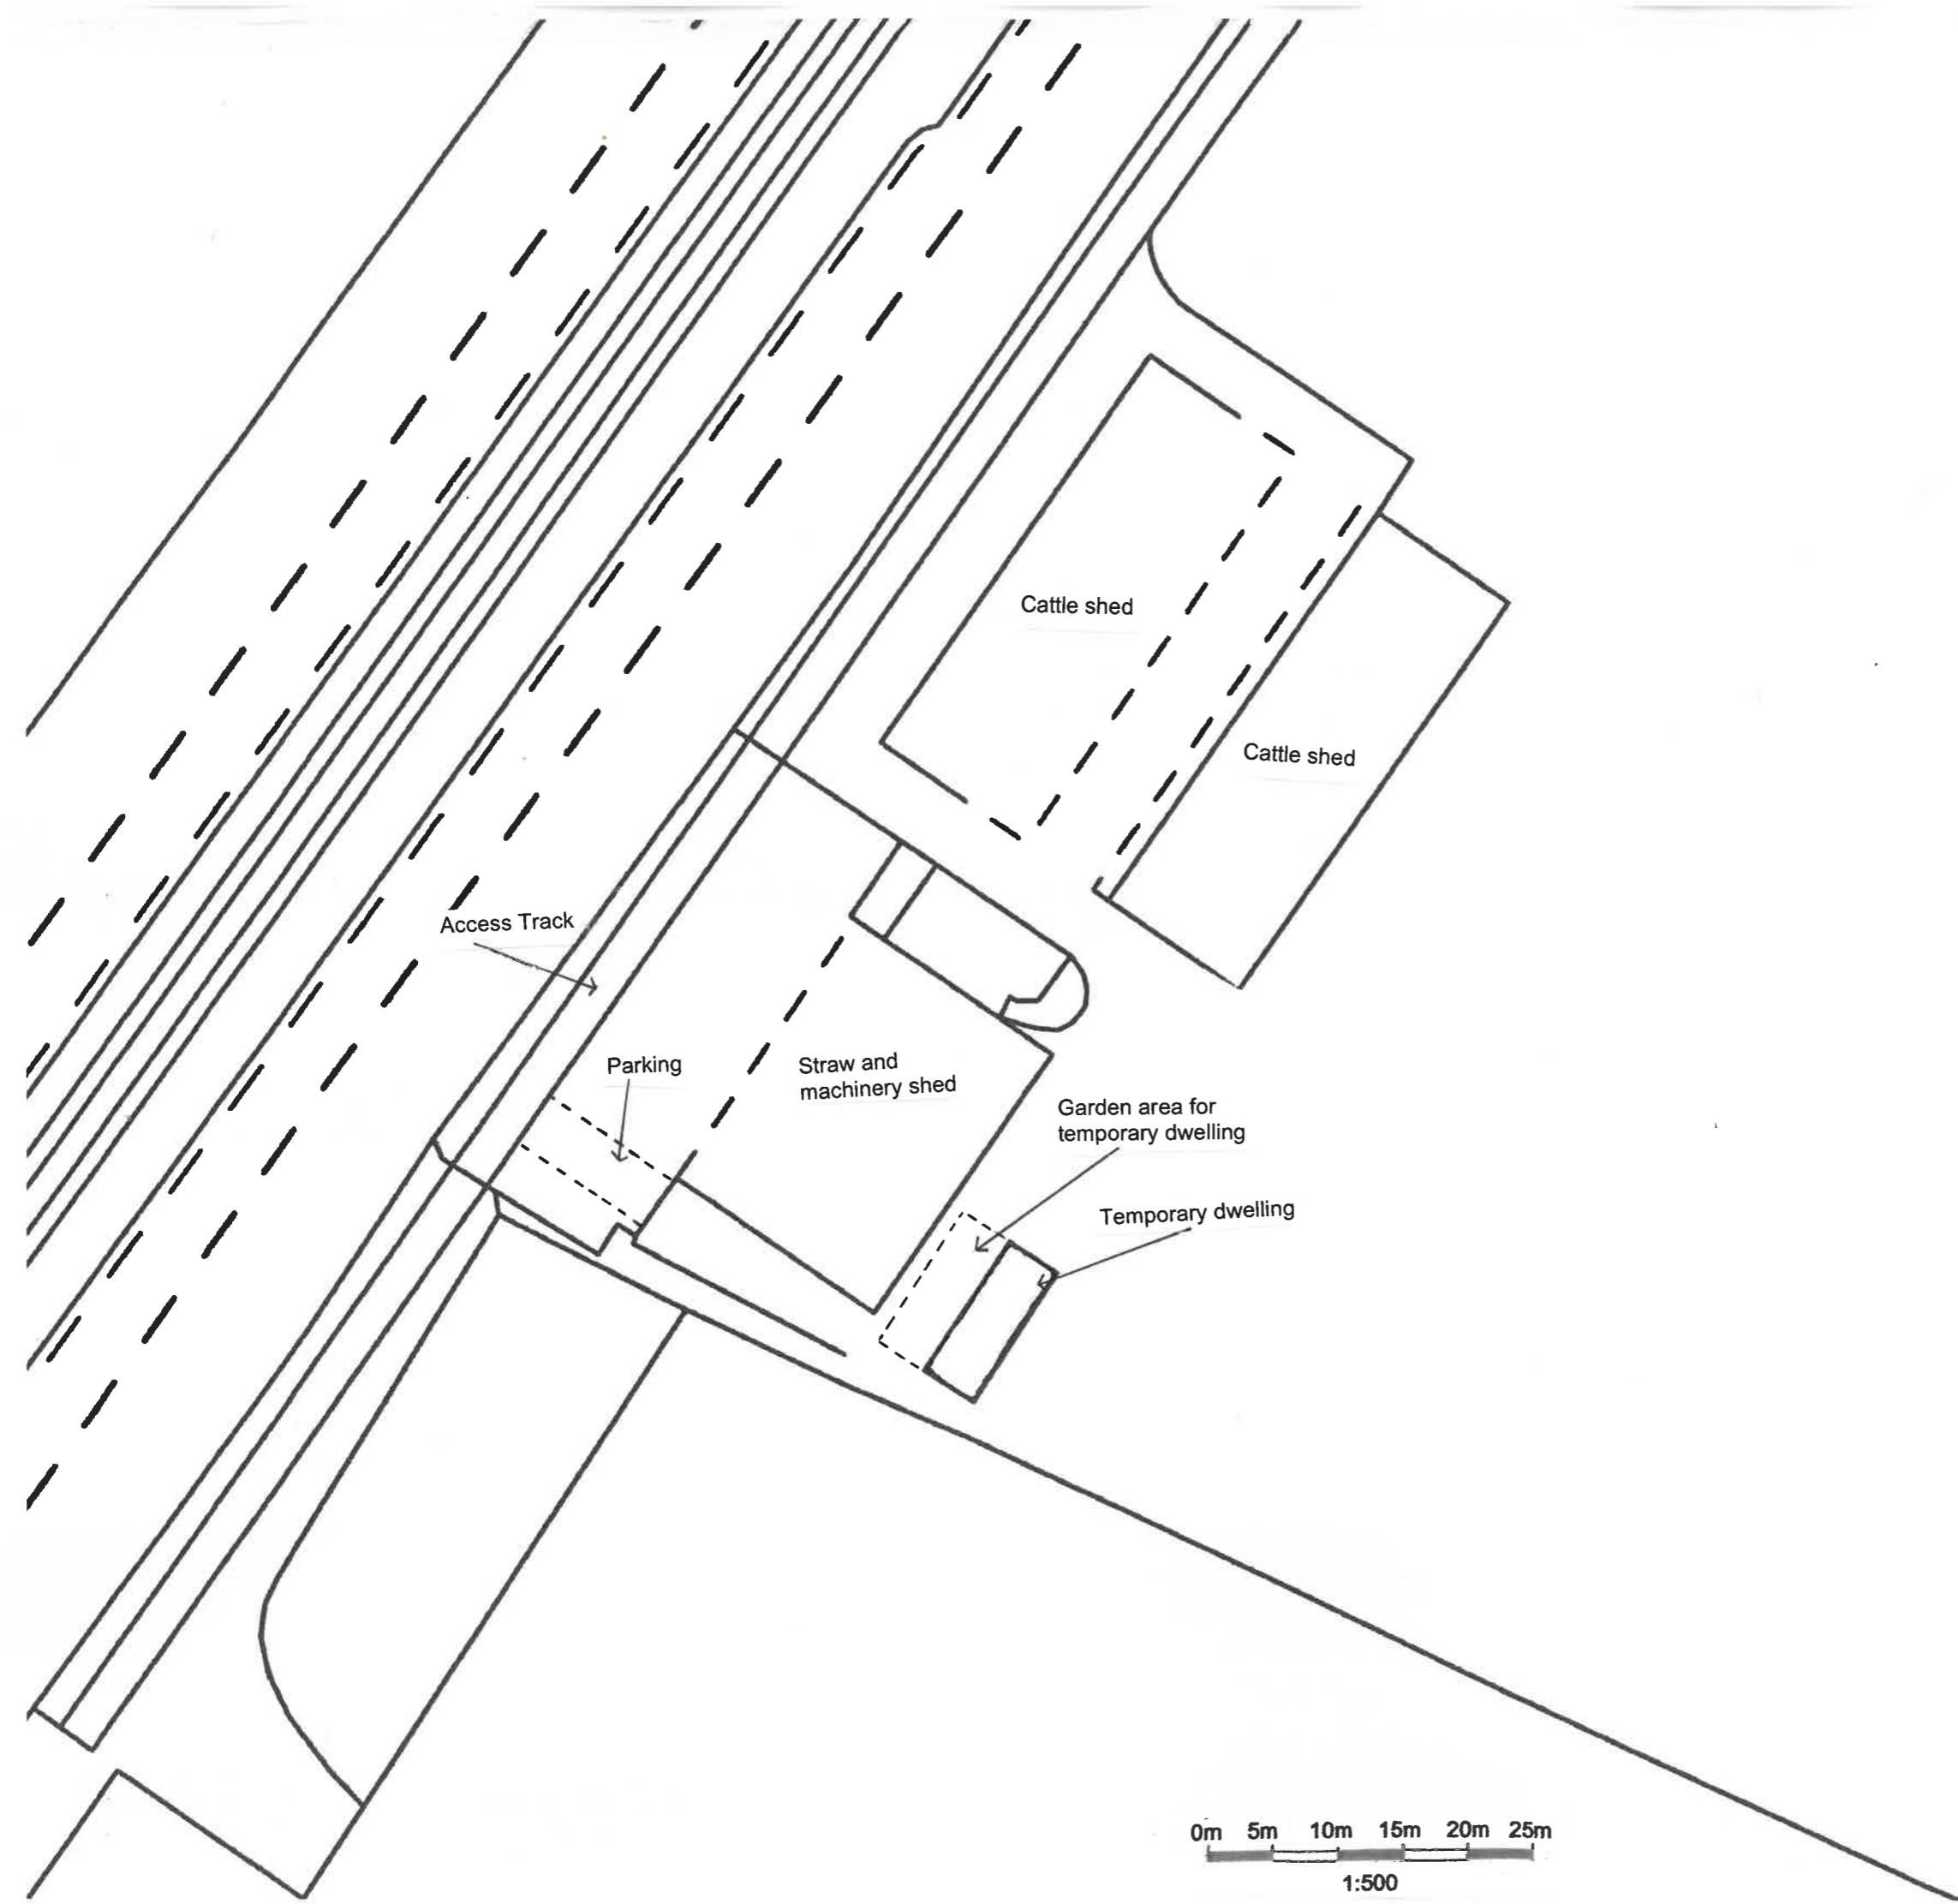 Cattle shed
Cattle shed
Access Track
Parking
Straw and
machinery shed
Garden area for
temporary dwelling
Temporary dwelling
0m 5m 10m 15m 20m 25m
1:500